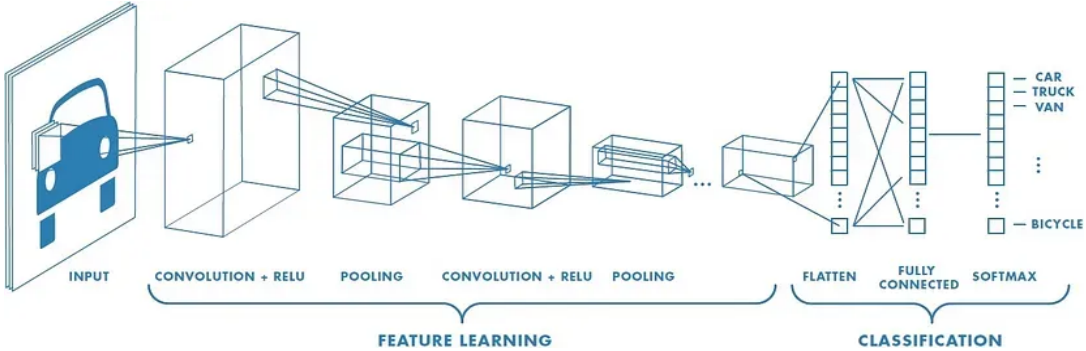 CAR
TRUCK
VAN
BICYCLE
INPUT
CONVOLUTION + RELU
POOLING
CONVOLUTION + RELU
POOLING
FLATTEN
FULLY
CONNECTED
SOFTMAX
FEATURE LEARNING
CLASSIFICATION